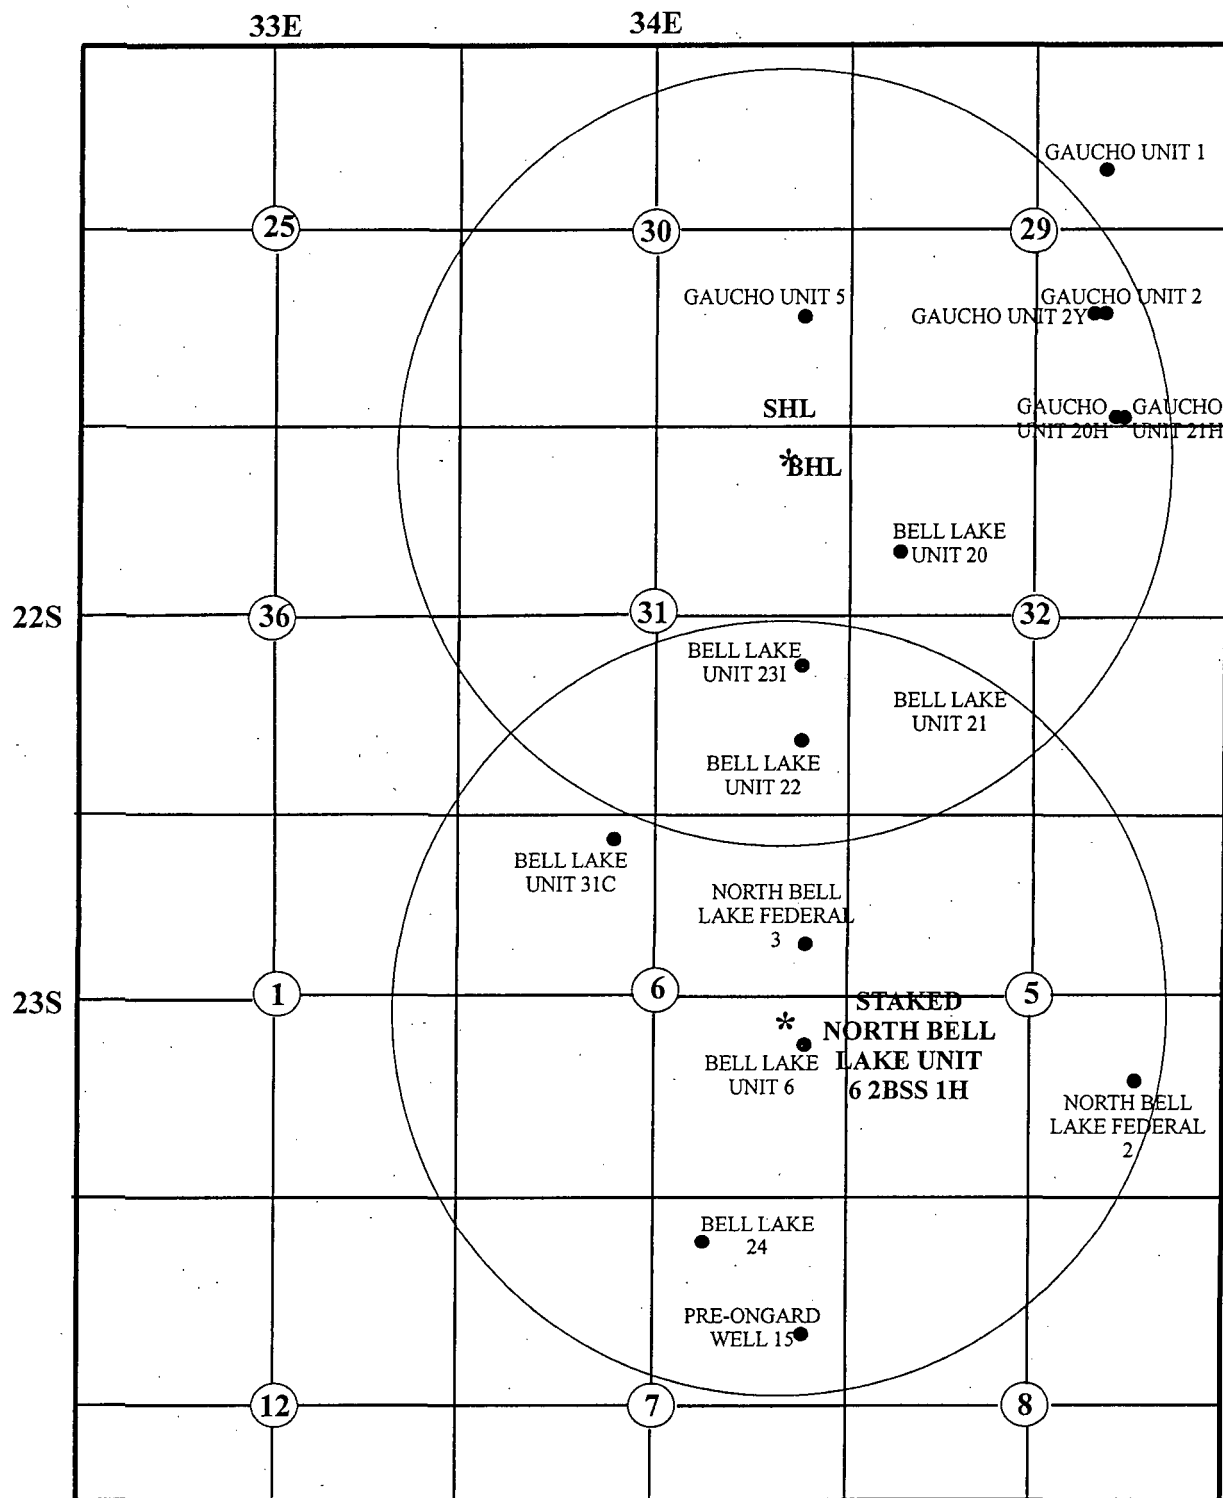 33E
34E
GAUCHO UNIT 1
25
30
29
GAUCHO UNIT 5
GAUCHO UNIT 2
GAUCHO UNIT 2Y
SHL
GAUCHO
UNIT 20H
GAUCHO
UNIT 21H
*
BHL
BELL LAKE
UNIT 20
22S
36
31
32
BELL LAKE
UNIT 23I
BELL LAKE
UNIT 21
BELL LAKE
UNIT 22
BELL LAKE
UNIT 31C
NORTH BELL
LAKE FEDERAL
3
23S
1
6
5
*
STAKED
NORTH BELL
LAKE UNIT
6 2BSS 1H
BELL LAKE
UNIT 6
NORTH BELL
LAKE FEDERAL
2
BELL LAKE
24
PRE-ONGARD
WELL 15
12
7
8